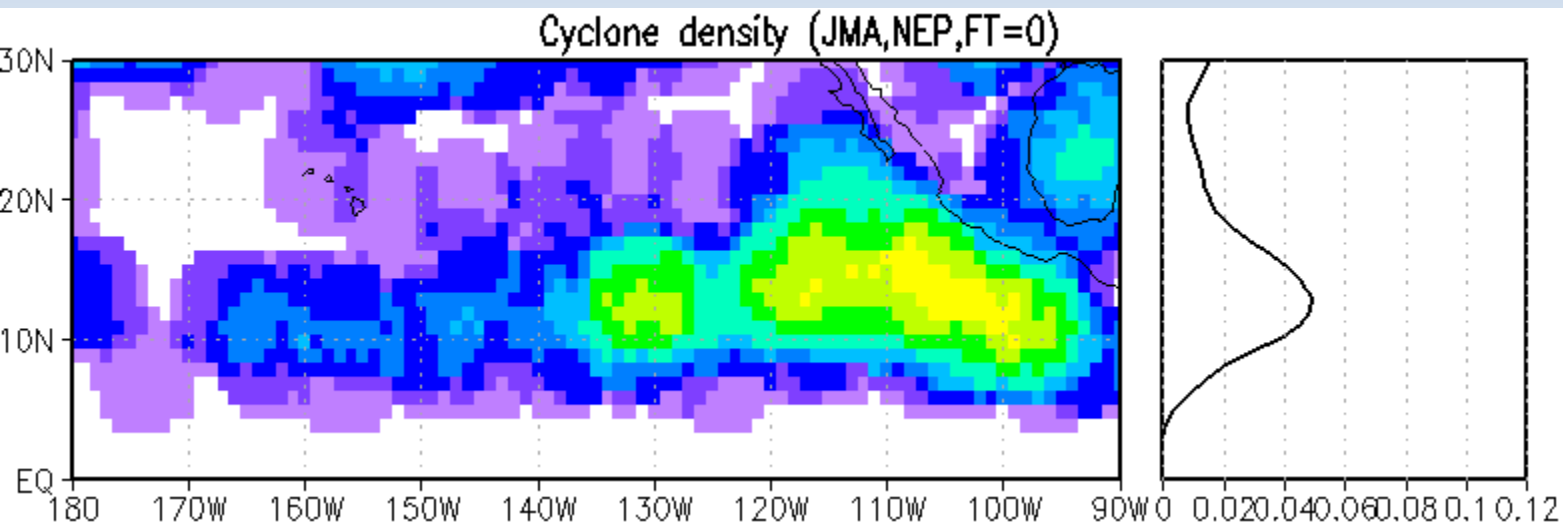 Cyclone density (JMA,NEP,FT=0)
30N
20N
10N
EQ
180 170W 160W 150W 140W 130W 120W 110W 100W 90W 0 0.02 0.04 0.06 0.08 0.1 0.12